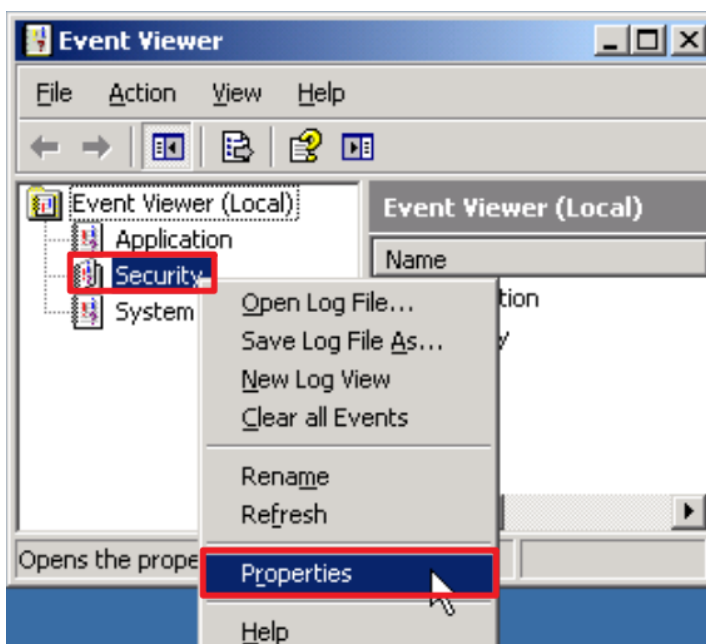 Event Viewer
File Action View Help
Event Viewer (Local)
Application
Security
System
Event Viewer (Local)
Name
Open Log File...
Save Log File As...
New Log View
Clear all Events
Rename
Refresh
Properties
Help
Opens the prope